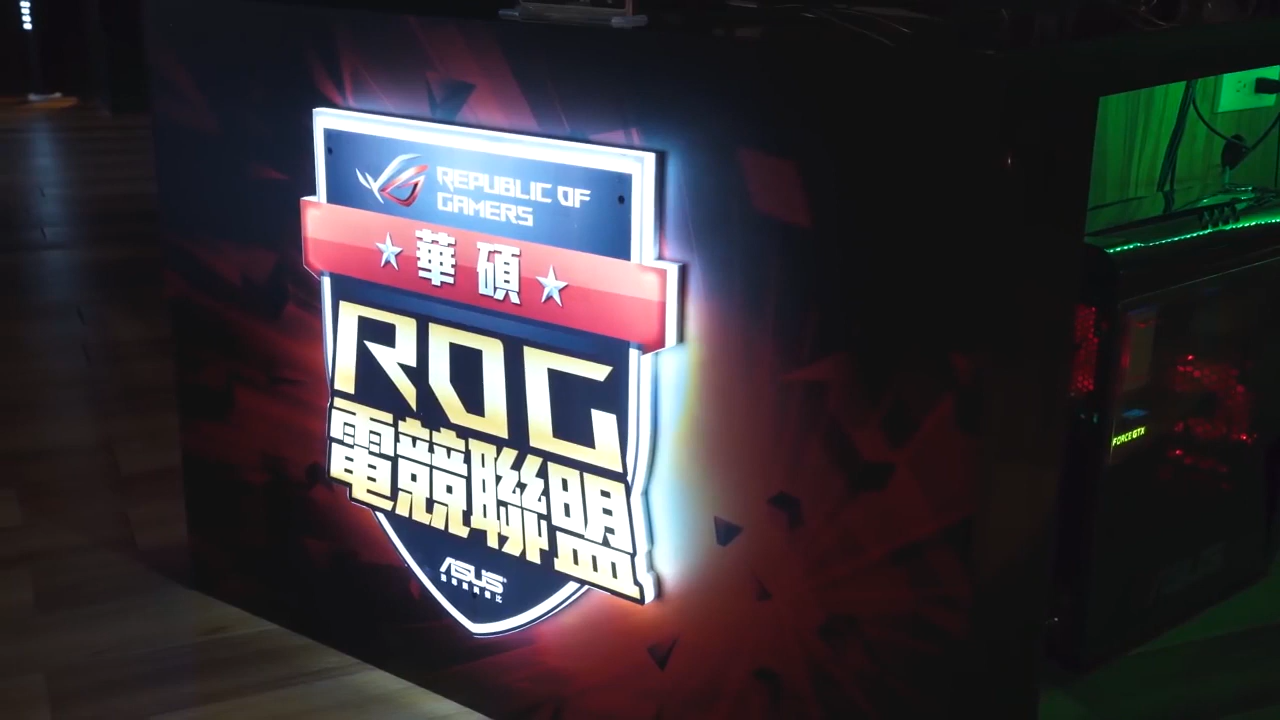 REPUBLIC OF
GAMERS
華碩
ROG
電競聯盟
ASUS
FORCE GTX